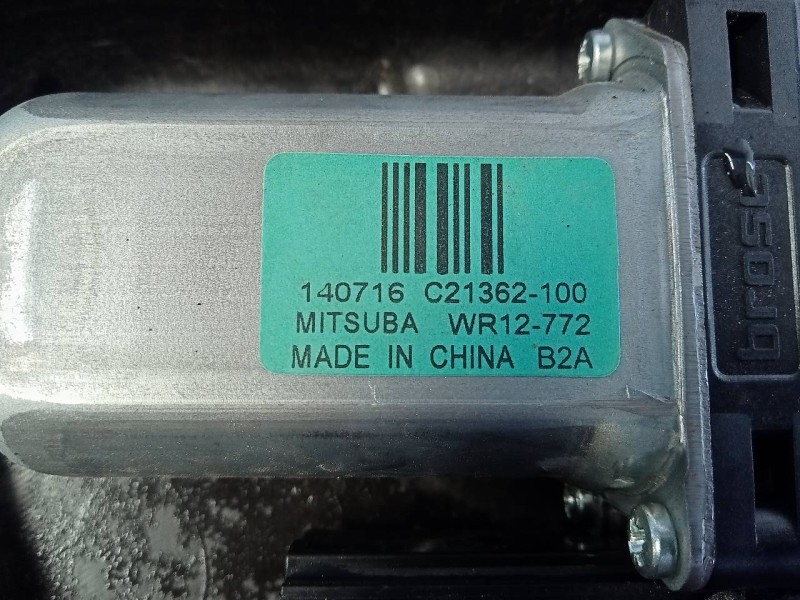 140716 C21362-100
MITSUBA WR12-772
MADE IN CHINA B2A
brose